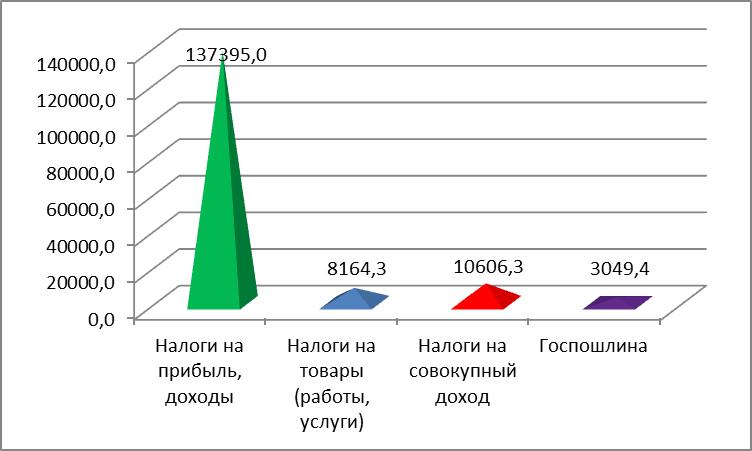 137395,0
140000,0
120000,0
100000,0
80000,0
60000,0
40000,0
20000,0
0,0
8164,3
10606,3
3049,4
Налоги на
прибыль,
доходы
Налоги на
товары
(работы,
услуги)
Налоги на
совокупный
доход
Госпошлина